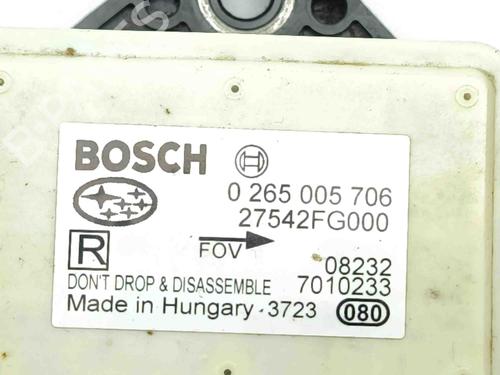 BOSCH
0 265 005 706
27542FG000
R
FOV
08232
DON'T DROP & DISASSEMBLE 7010233
Made in Hungary 3723 080